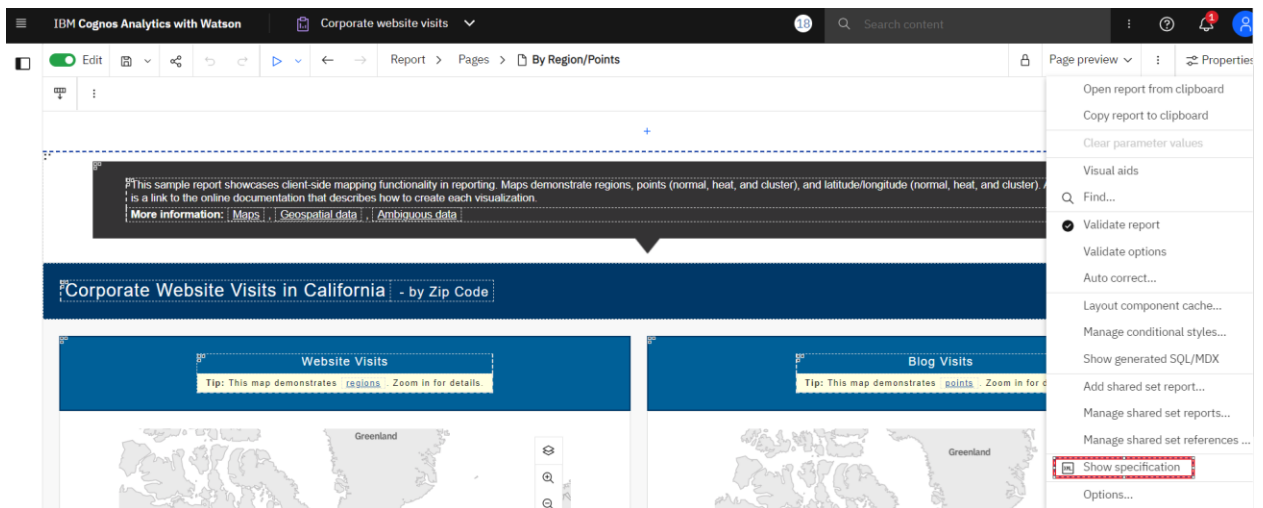 IBM Cognos Analytics with Watson
Corporate website visits
18
Search content
1
Edit
Report > Pages > By Region/Points
Page preview
Properties
+
This sample report showcases client-side mapping functionality in reporting. Maps demonstrate regions, points (normal, heat, and cluster), and latitude/longitude (normal, heat, and cluster). A
is a link to the online documentation that describes how to create each visualization.
More information: Maps , Geospatial data , Ambiguous data
Corporate Website Visits in California - by Zip Code
Website Visits
Tip: This map demonstrates regions . Zoom in for details.
Greenland
Blog Visits
Tip: This map demonstrates points . Zoom in for d
Greenland
Open report from clipboard
Copy report to clipboard
Clear parameter values
Visual aids
Find...
Validate report
Validate options
Auto correct...
Layout component cache...
Manage conditional styles...
Show generated SQL/MDX
Add shared set report...
Manage shared set reports...
Manage shared set references ...
Show specification
Options...